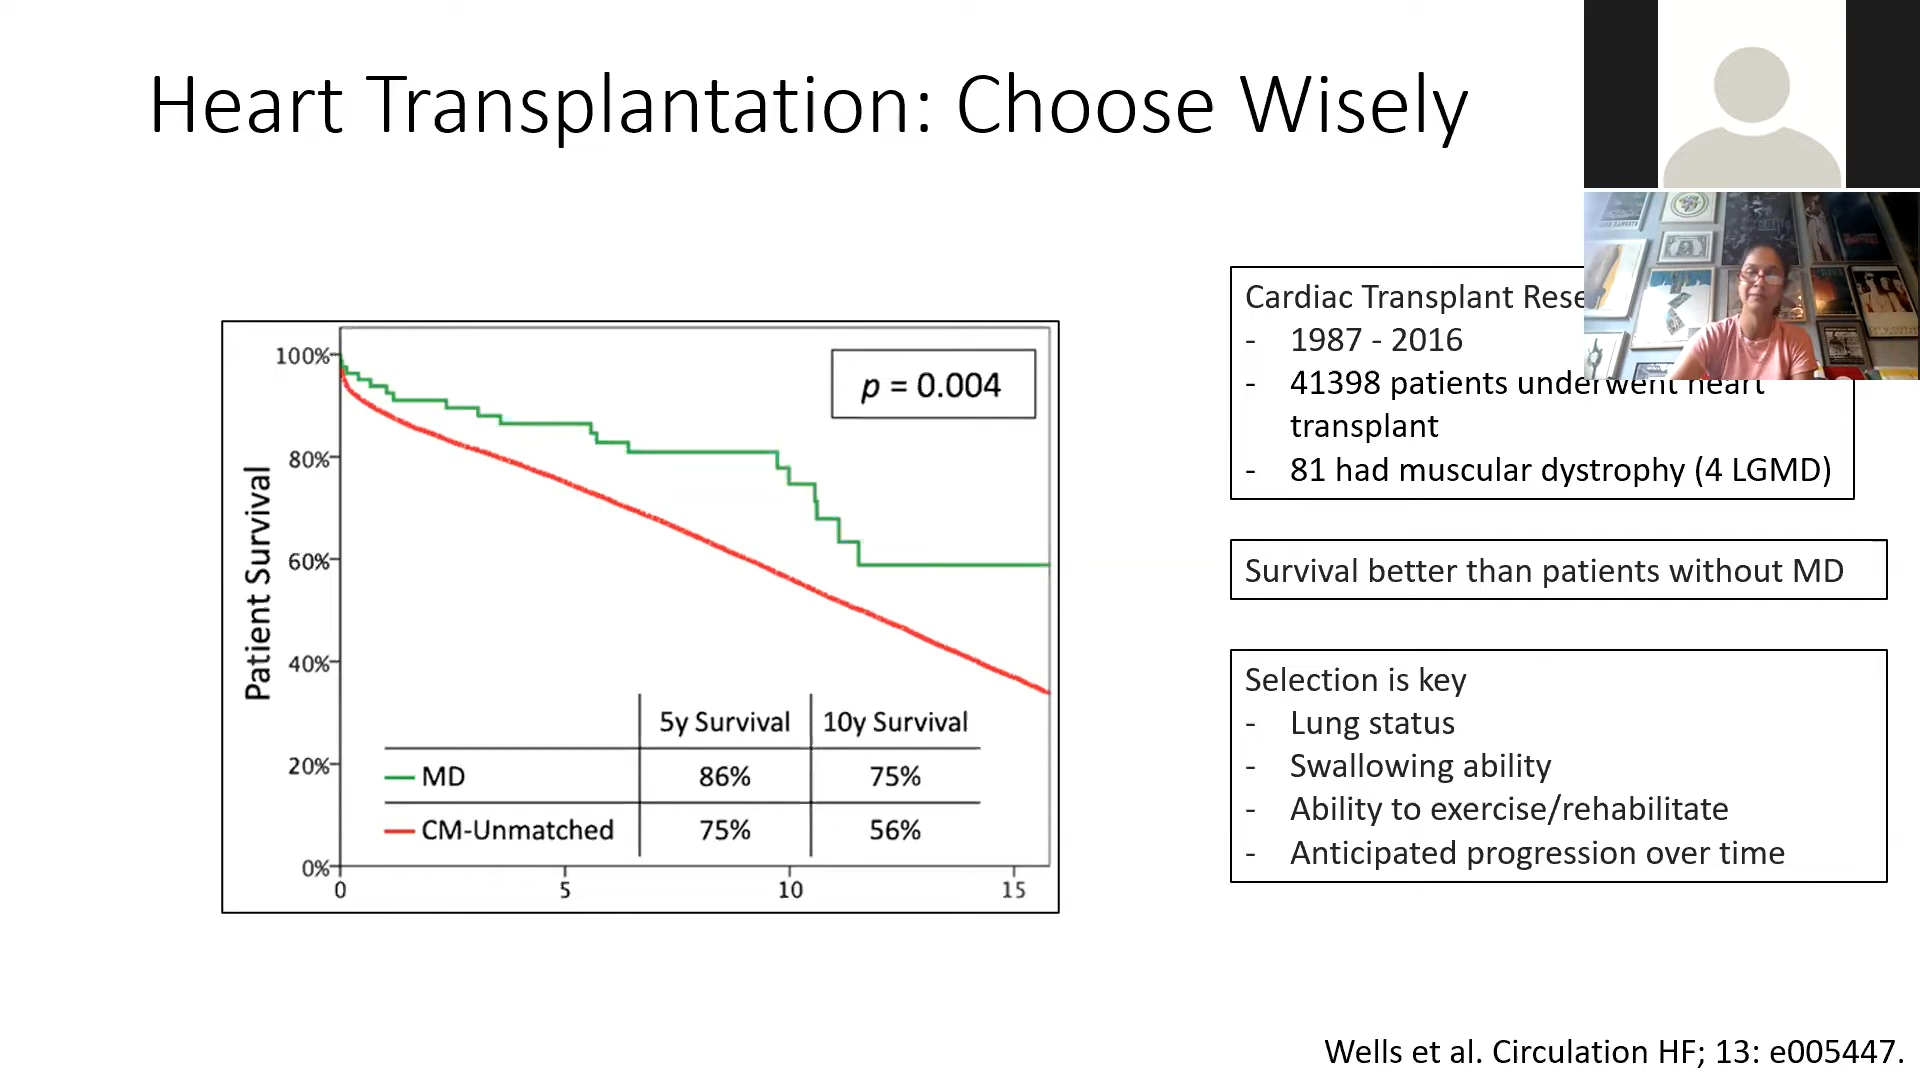 Heart Transplantation: Choose Wisely
100%
80%
60%
40%
20%
0%
Patient Survival
p = 0.004
5y Survival 10y Survival
MD 86% 75%
CM-Unmatched 75% 56%
0 5 10 15
Cardiac Transplant
- 1987 - 2016
- 41398 patients underwent heart
transplant
- 81 had muscular dystrophy (4 LGMD)
Survival better than patients without MD
Selection is key
- Lung status
- Swallowing ability
- Ability to exercise/rehabilitate
- Anticipated progression over time
Wells et al. Circulation HF; 13: e005447.